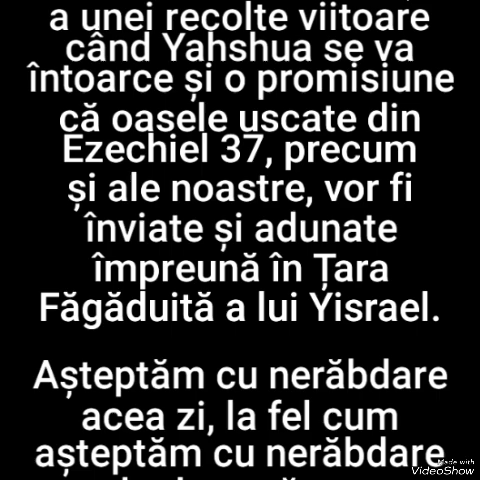 a unei recolte viitoare
când Yahshua se va
întoarce și o promisiune
că oasele uscate din
Ezechiel 37, precum
și ale noastre, vor fi
înviate și adunate
împreună în Țara
Făgăduită a lui Yisrael.
Așteptăm cu nerăbdare
acea zi, la fel cum
așteptăm cu nerăbdare
Made with
VideoShow